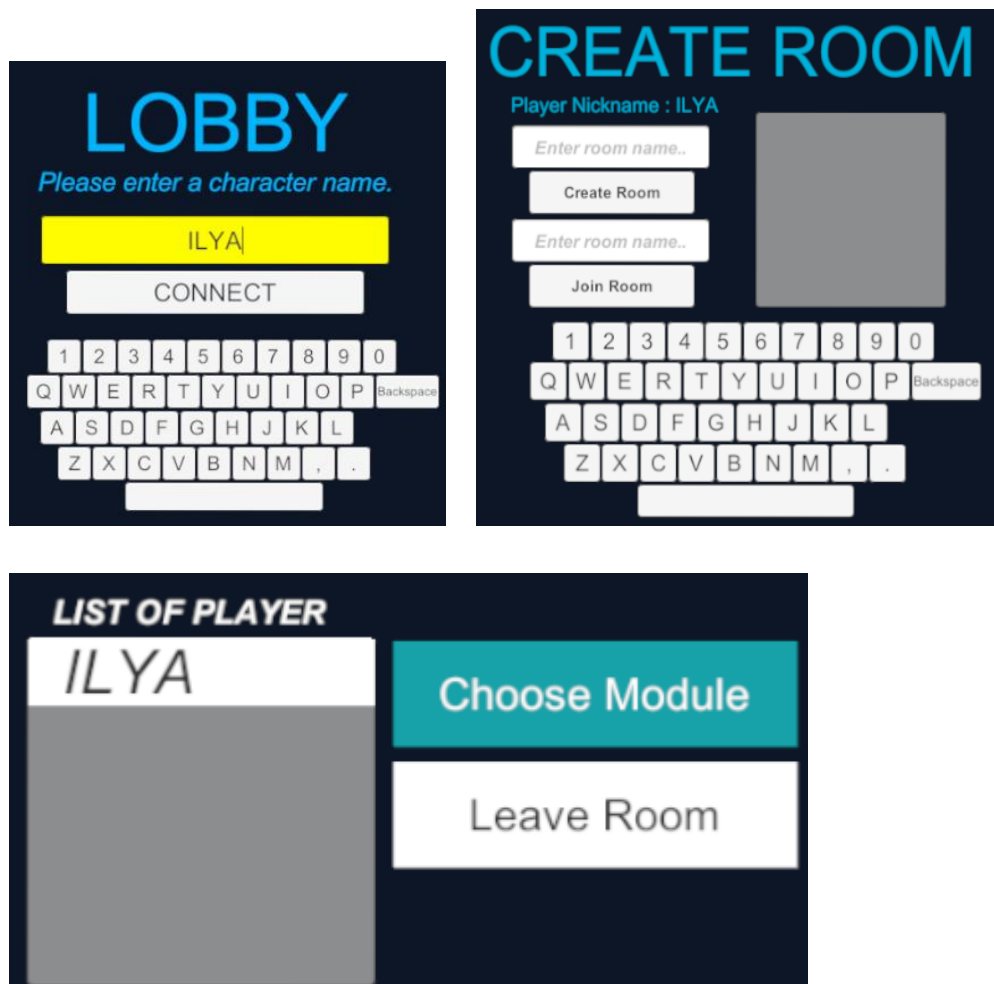 LOBBY
Please enter a character name.
ILYA
CONNECT
1 2 3 4 5 6 7 8 9 0
Q W E R T Y U I O P Backspace
A S D F G H J K L
Z X C V B N M , .
CREATE ROOM
Player Nickname : ILYA
Enter room name..
Create Room
Enter room name..
Join Room
1 2 3 4 5 6 7 8 9 0
Q W E R T Y U I O P Backspace
A S D F G H J K L
Z X C V B N M , .
LIST OF PLAYER
ILYA
Choose Module
Leave Room